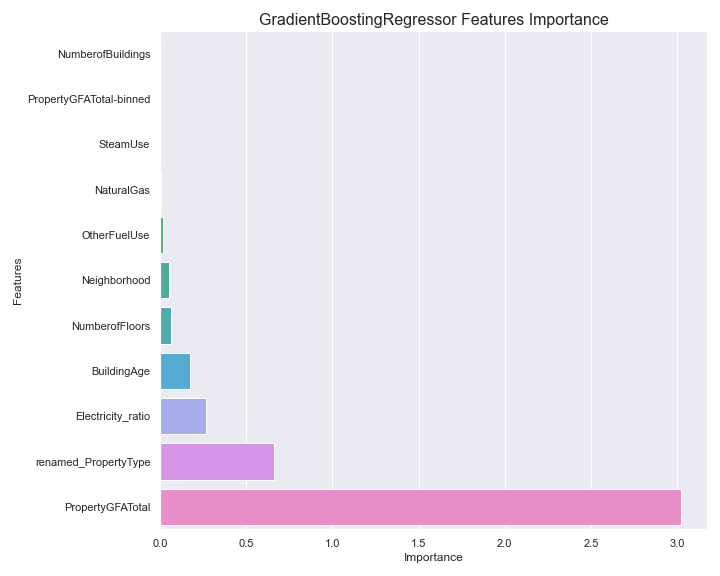 GradientBoostingRegressor Features Importance
NumberofBuildings
PropertyGFATotal-binned
SteamUse
NaturalGas
OtherFuelUse
Neighborhood
NumberofFloors
BuildingAge
Electricity_ratio
renamed_PropertyType
PropertyGFATotal
Features
0.0 0.5 1.0 1.5 2.0 2.5 3.0
Importance